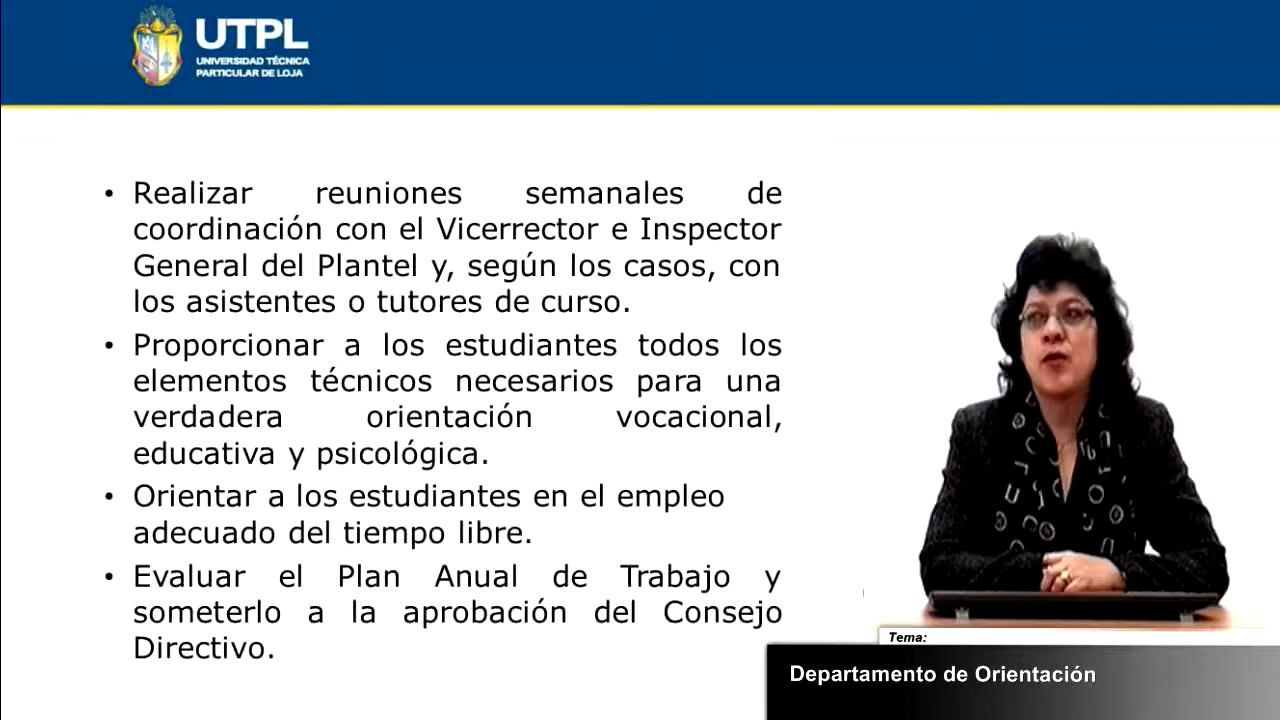 UTPL
UNIVERSIDAD TÉCNICA
PARTICULAR DE LOJA
• Realizar reuniones semanales de
coordinación con el Vicerrector e Inspector
General del Plantel y, según los casos, con
los asistentes o tutores de curso.
• Proporcionar a los estudiantes todos los
elementos técnicos necesarios para una
verdadera orientación vocacional,
educativa y psicológica.
• Orientar a los estudiantes en el empleo
adecuado del tiempo libre.
• Evaluar el Plan Anual de Trabajo y
someterlo a la aprobación del Consejo
Directivo.
Tema:
Departamento de Orientación